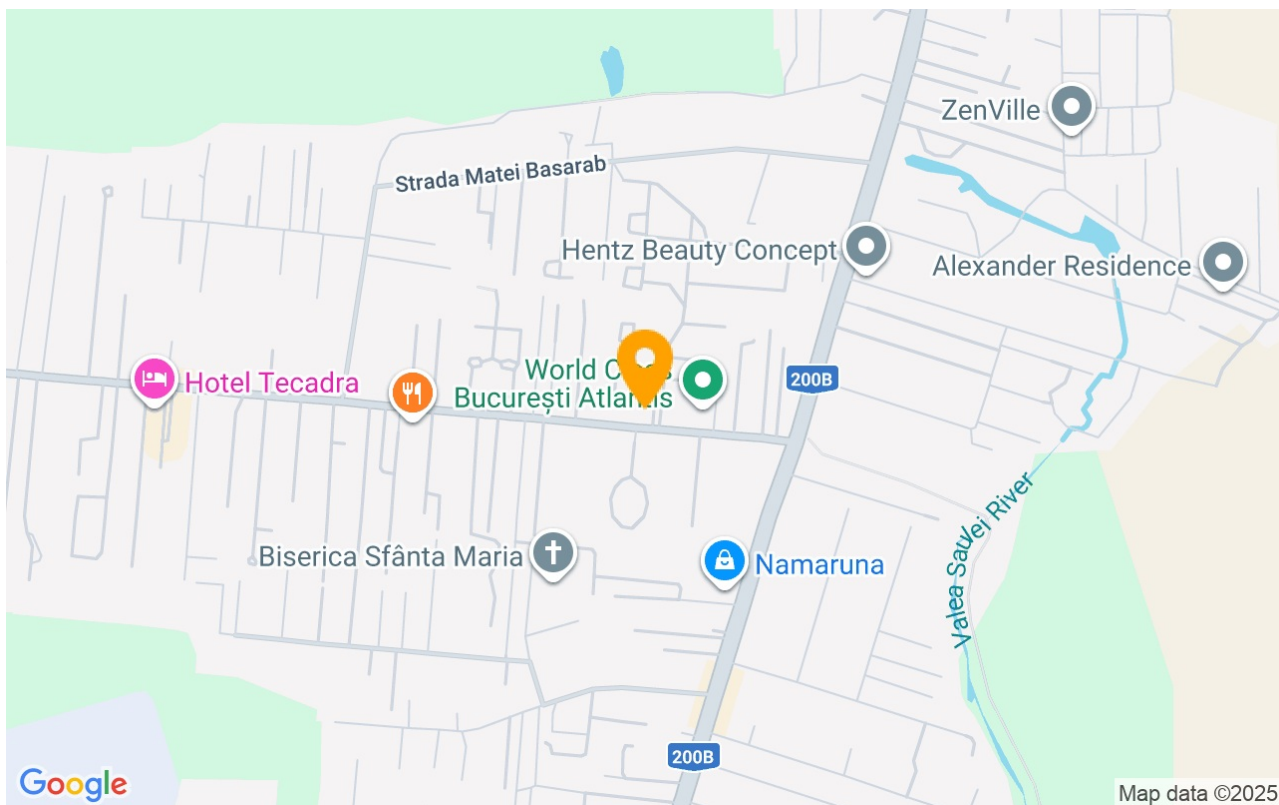 ZenVille
Strada Matei Basarab
Hentz Beauty Concept
Alexander Residence
World
București
200B
Hotel Tecadra
Biserica Sfânta Maria
Namaruna
Valea Saulei River
200B
Google
Map data ©2025